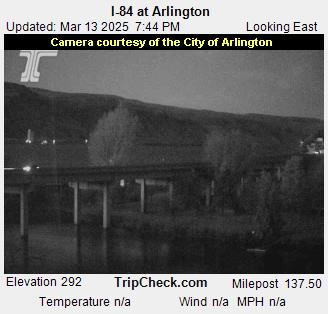 I-84 at Arlington
Updated: Mar 13 2025 7:44 PM Looking East
Camera courtesy of the City of Arlington
Elevation 292 TripCheck.com Milepost 137.50
Temperature n/a Wind n/a MPH n/a